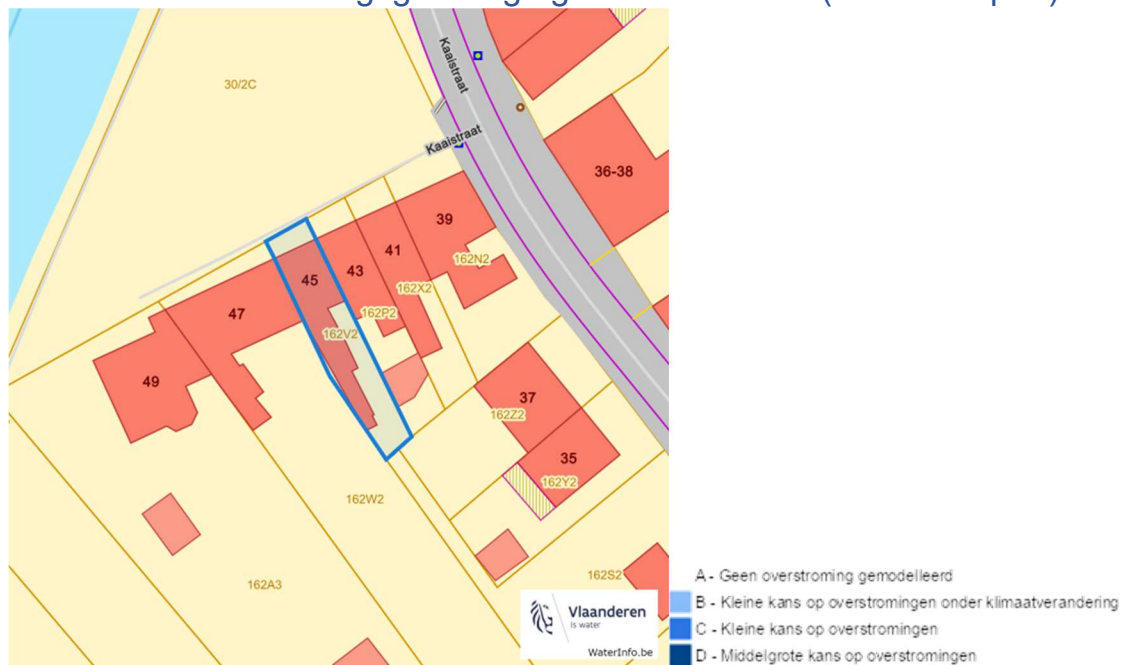 Kaaistraat
30/2C
Kaaistraat
36-38
39
41
162N2
43
45
162X2
47
162P2
162V2
49
37
162Z2
35
162Y2
162W2
162A3
162S2
Vlaanderen
is water
WaterInfo.be
A - Geen overstroming gemodelleerd
B - Kleine kans op overstromingen onder klimaatverandering
C - Kleine kans op overstromingen
D - Middelgrote kans op overstromingen